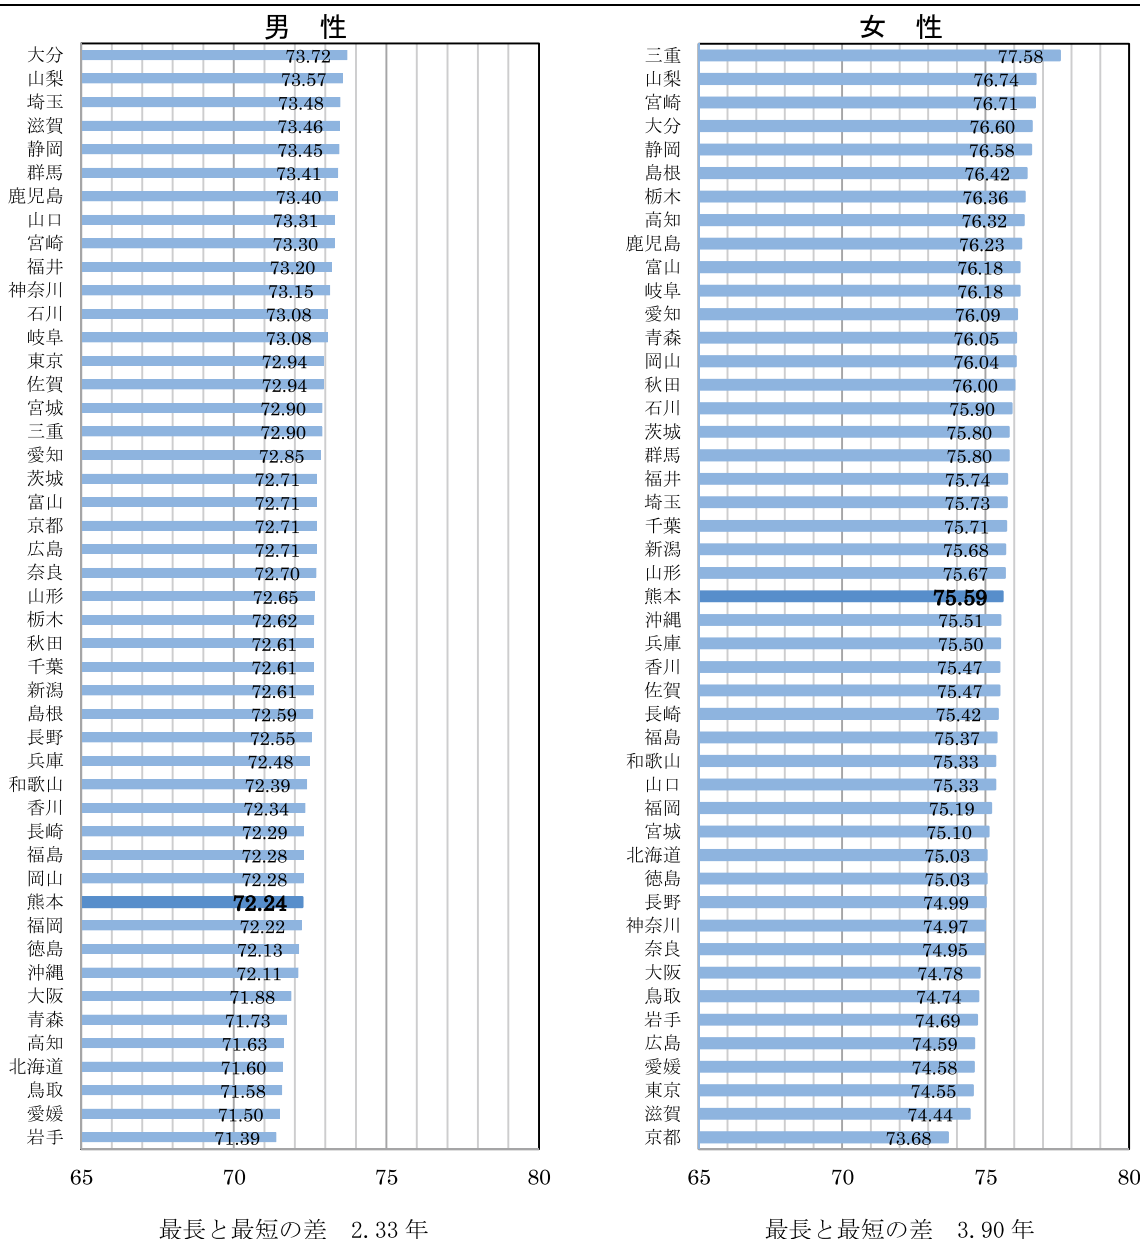 男 性
大分 73.72
山梨 73.57
埼玉 73.48
滋賀 73.46
静岡 73.45
群馬 73.41
鹿児島 73.40
山口 73.31
宮崎 73.30
福井 73.20
神奈川 73.15
石川 73.08
岐阜 73.08
東京 72.94
佐賀 72.94
宮城 72.90
三重 72.90
愛知 72.85
茨城 72.71
富山 72.71
京都 72.71
広島 72.71
奈良 72.70
山形 72.65
栃木 72.62
秋田 72.61
千葉 72.61
新潟 72.61
島根 72.59
長野 72.55
兵庫 72.48
和歌山 72.39
香川 72.34
長崎 72.29
福島 72.28
岡山 72.28
熊本 72.24
福岡 72.22
徳島 72.13
沖縄 72.11
大阪 71.88
青森 71.73
高知 71.63
北海道 71.60
鳥取 71.58
愛媛 71.50
岩手 71.39
65 70 75 80
最長と最短の差 2.33 年
女 性
三重 77.58
山梨 76.74
宮崎 76.71
大分 76.60
静岡 76.58
島根 76.42
栃木 76.36
高知 76.32
鹿児島 76.23
富山 76.18
岐阜 76.18
愛知 76.09
青森 76.05
岡山 76.04
秋田 76.00
石川 75.90
茨城 75.80
群馬 75.80
福井 75.74
埼玉 75.73
千葉 75.71
新潟 75.68
山形 75.67
熊本 75.59
沖縄 75.51
兵庫 75.50
香川 75.47
佐賀 75.47
長崎 75.42
福島 75.37
和歌山 75.33
山口 75.33
福岡 75.19
宮城 75.10
北海道 75.03
徳島 75.03
長野 74.99
神奈川 74.97
奈良 74.95
大阪 74.78
鳥取 74.74
岩手 74.69
広島 74.59
愛媛 74.58
東京 74.55
滋賀 74.44
京都 73.68
65 70 75 80
最長と最短の差 3.90 年